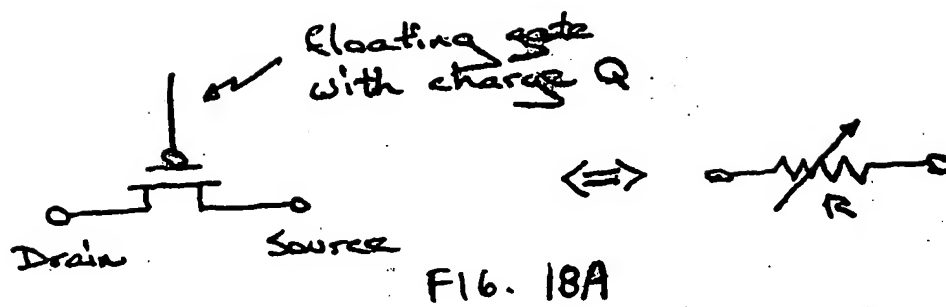 floating gate
with charge Q
Drain
Source
R
FIG. 18A